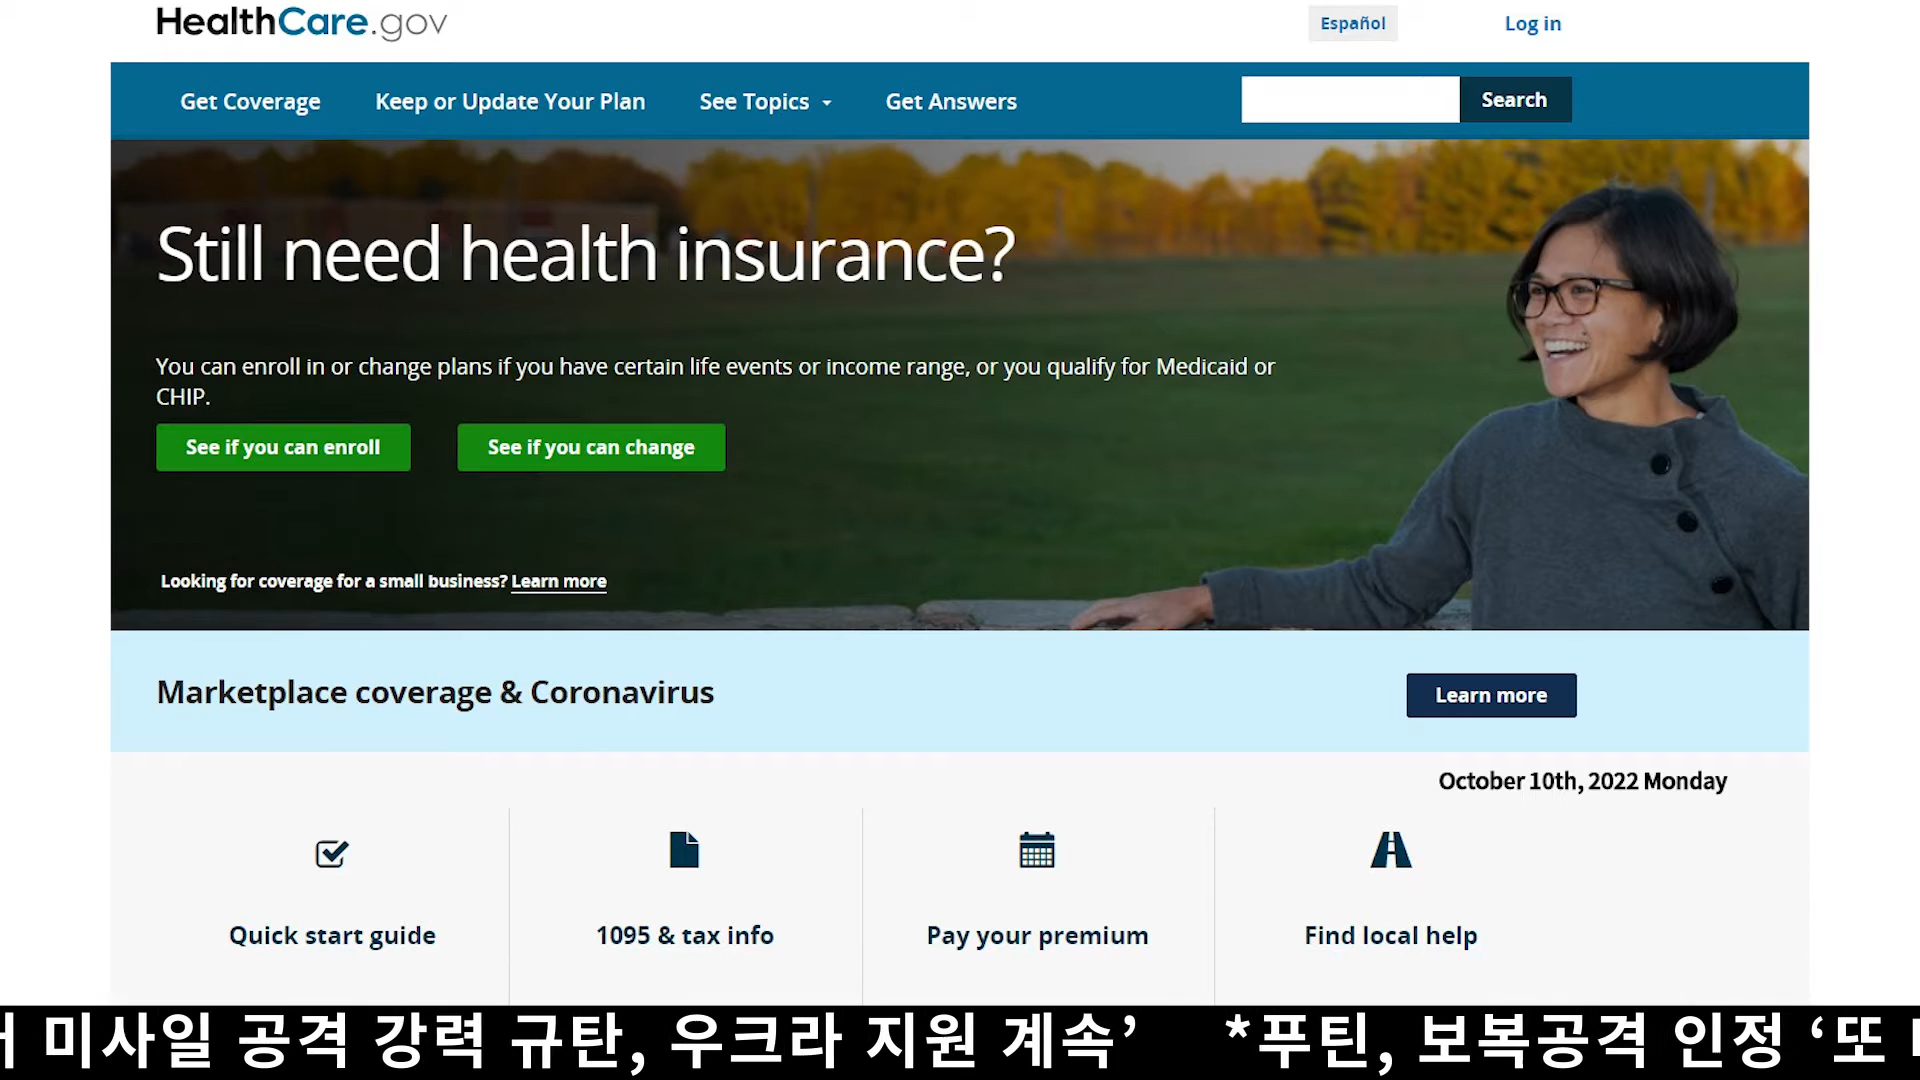 HealthCare.gov
Español
Log in
Get Coverage
Keep or Update Your Plan
See Topics
Get Answers
Search
Still need health insurance?
You can enroll in or change plans if you have certain life events or income range, or you qualify for Medicaid or
CHIP.
See if you can enroll
See if you can change
Looking for coverage for a small business? Learn more
Marketplace coverage & Coronavirus
Learn more
October 10th, 2022 Monday
Quick start guide
1095 & tax info
Pay your premium
Find local help
미사일 공격 강력 규탄, 우크라 지원 계속’ *푸틴, 보복공격 인정 ‘또